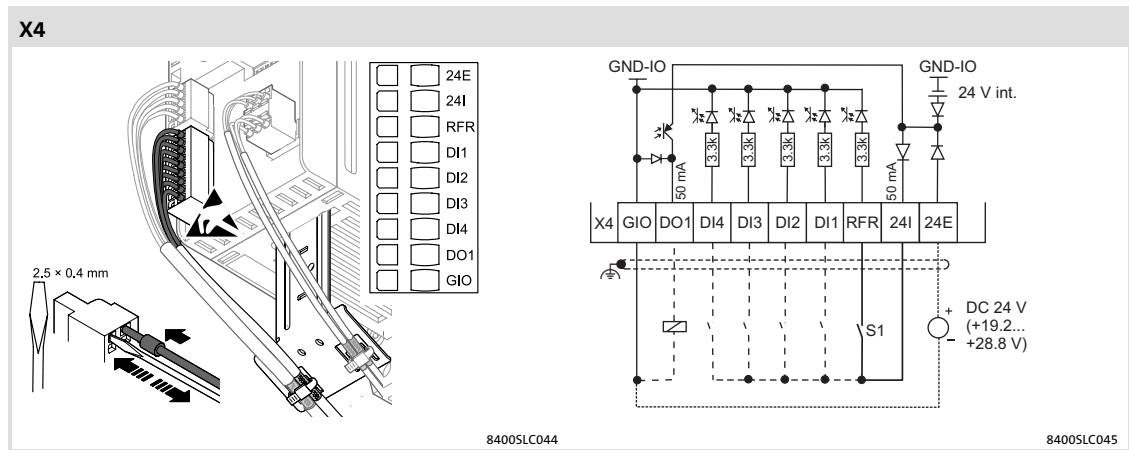 X4
24E
24I
RFR
DI1
DI2
DI3
DI4
DO1
GIO
2.5 × 0.4 mm
8400SLC044
GND-IO
GND-IO
24 V int.
3.3k
3.3k
3.3k
3.3k
3.3k
50 mA
50 mA
X4 GIO DO1 DI4 DI3 DI2 DI1 RFR 24I 24E
S1
+
DC 24 V
(+19.2...
+28.8 V)
–
8400SLC045